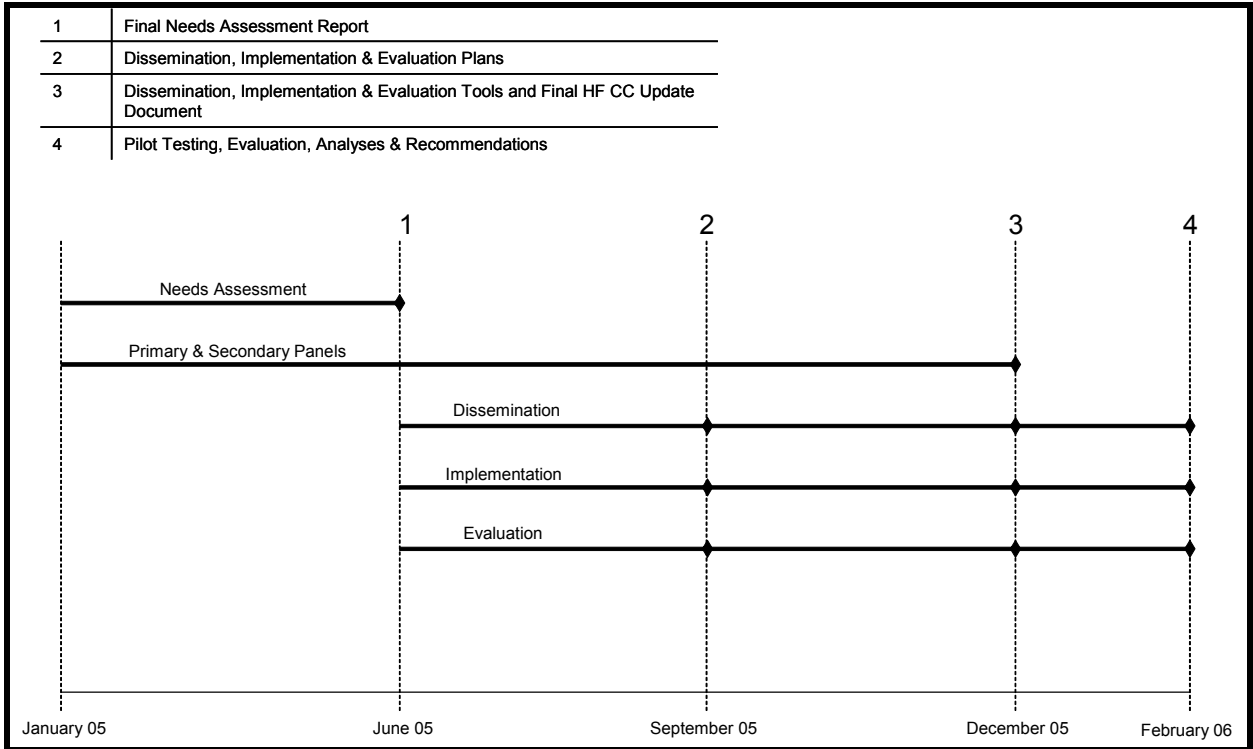 1 Final Needs Assessment Report
2 Dissemination, Implementation & Evaluation Plans
3 Dissemination, Implementation & Evaluation Tools and Final HF CC Update
Document
4 Pilot Testing, Evaluation, Analyses & Recommendations
1 2 3 4
Needs Assessment
Primary & Secondary Panels
Dissemination
Implementation
Evaluation
January 05 June 05 September 05 December 05 February 06